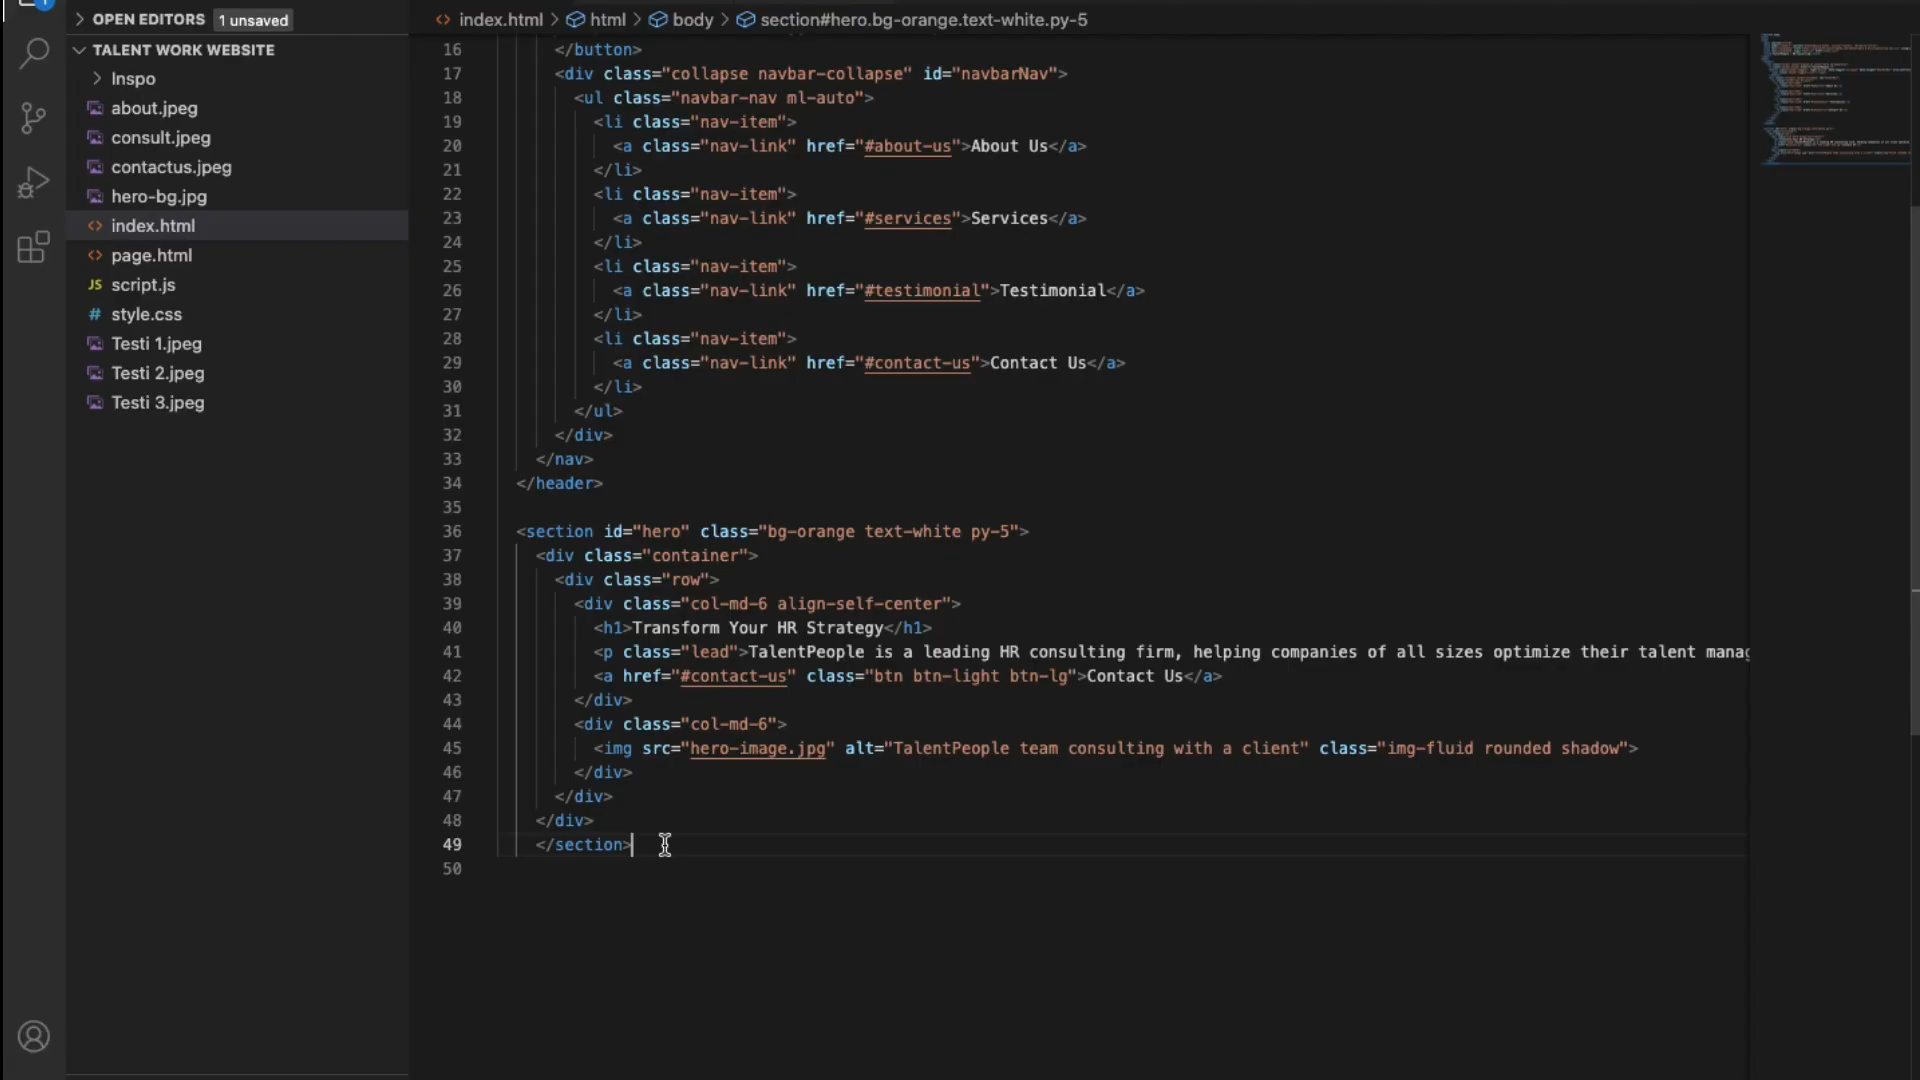 OPEN EDITORS 1 unsaved
TALENT WORK WEBSITE
Inspo
about.jpeg
consult.jpeg
contactus.jpeg
hero-bg.jpg
index.html
page.html
JS script.js
# style.css
Testi 1.jpeg
Testi 2.jpeg
Testi 3.jpeg
index.html > html > body > section#hero.bg-orange.text-white.py-5
16 </button>
17 <div class="collapse navbar-collapse" id="navbarNav">
18 <ul class="navbar-nav ml-auto">
19 <li class="nav-item">
20 <a class="nav-link" href="#about-us">About Us</a>
21 </li>
22 <li class="nav-item">
23 <a class="nav-link" href="#services">Services</a>
24 </li>
25 <li class="nav-item">
26 <a class="nav-link" href="#testimonial">Testimonial</a>
27 </li>
28 <li class="nav-item">
29 <a class="nav-link" href="#contact-us">Contact Us</a>
30 </li>
31 </ul>
32 </div>
33 </nav>
34 </header>
35
36 <section id="hero" class="bg-orange text-white py-5">
37 <div class="container">
38 <div class="row">
39 <div class="col-md-6 align-self-center">
40 <h1>Transform Your HR Strategy</h1>
41 <p class="lead">TalentPeople is a leading HR consulting firm, helping companies of all sizes optimize their talent manag
42 <a href="#contact-us" class="btn btn-light btn-lg">Contact Us</a>
43 </div>
44 <div class="col-md-6">
45 <img src="hero-image.jpg" alt="TalentPeople team consulting with a client" class="img-fluid rounded shadow">
46 </div>
47 </div>
48 </div>
49 </section>
50